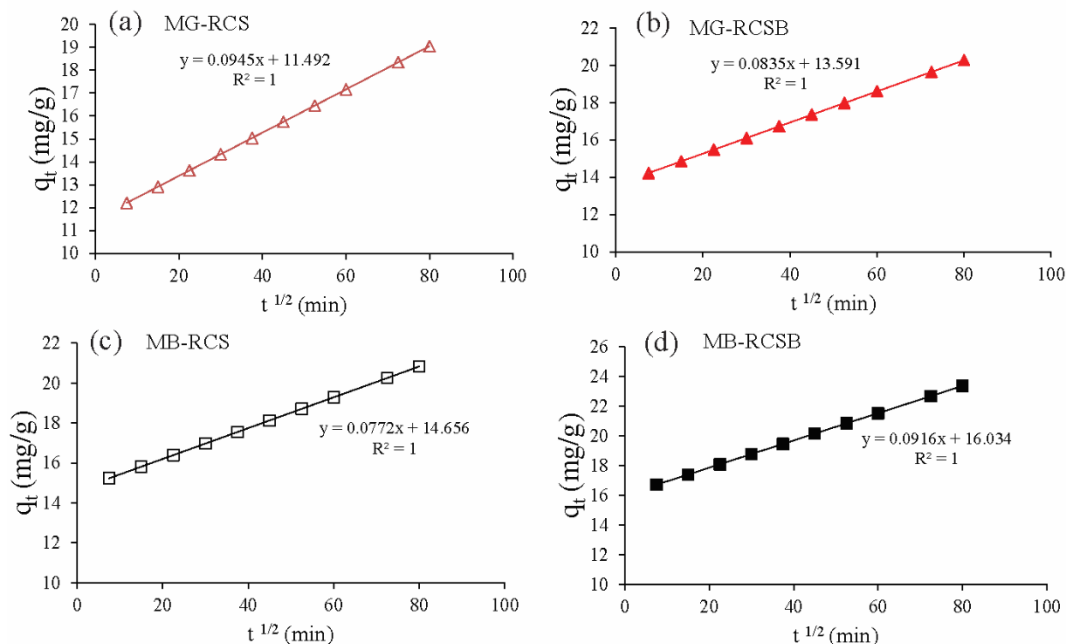 (a) MG-RCS
y = 0.0945x + 11.492
R² = 1
qt (mg/g)
20
19
18
17
16
15
14
13
12
11
10
0 20 40 60 80 100
t 1/2 (min)
(b) MG-RCSB
y = 0.0835x + 13.591
R² = 1
qt (mg/g)
22
20
18
16
14
12
10
0 20 40 60 80 100
t 1/2 (min)
(c) MB-RCS
y = 0.0772x + 14.656
R² = 1
qt (mg/g)
22
20
18
16
14
12
10
0 20 40 60 80 100
t 1/2 (min)
(d) MB-RCSB
y = 0.0916x + 16.034
R² = 1
qt (mg/g)
26
24
22
20
18
16
14
12
10
0 20 40 60 80 100
t 1/2 (min)